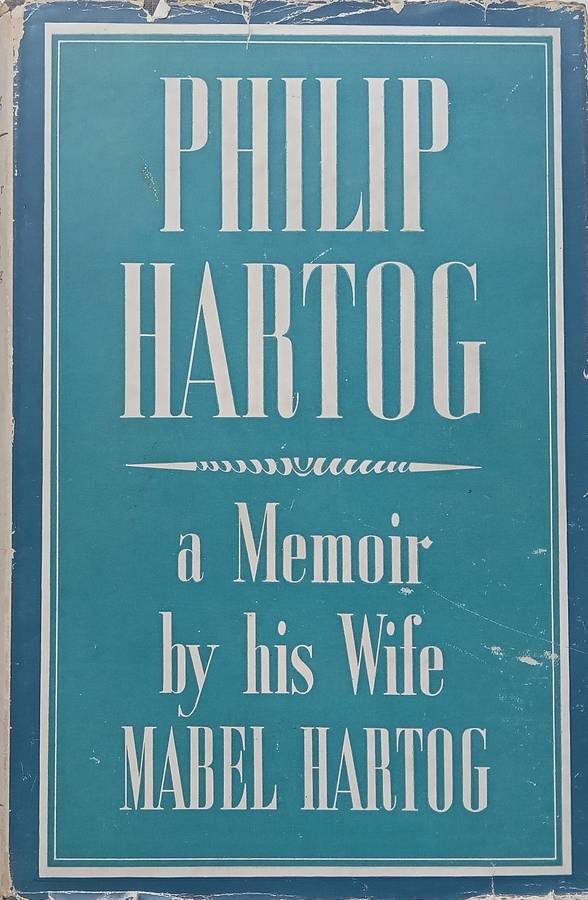 PHILIP
HARTOG
a Memoir
by his Wife
MABEL HARTOG